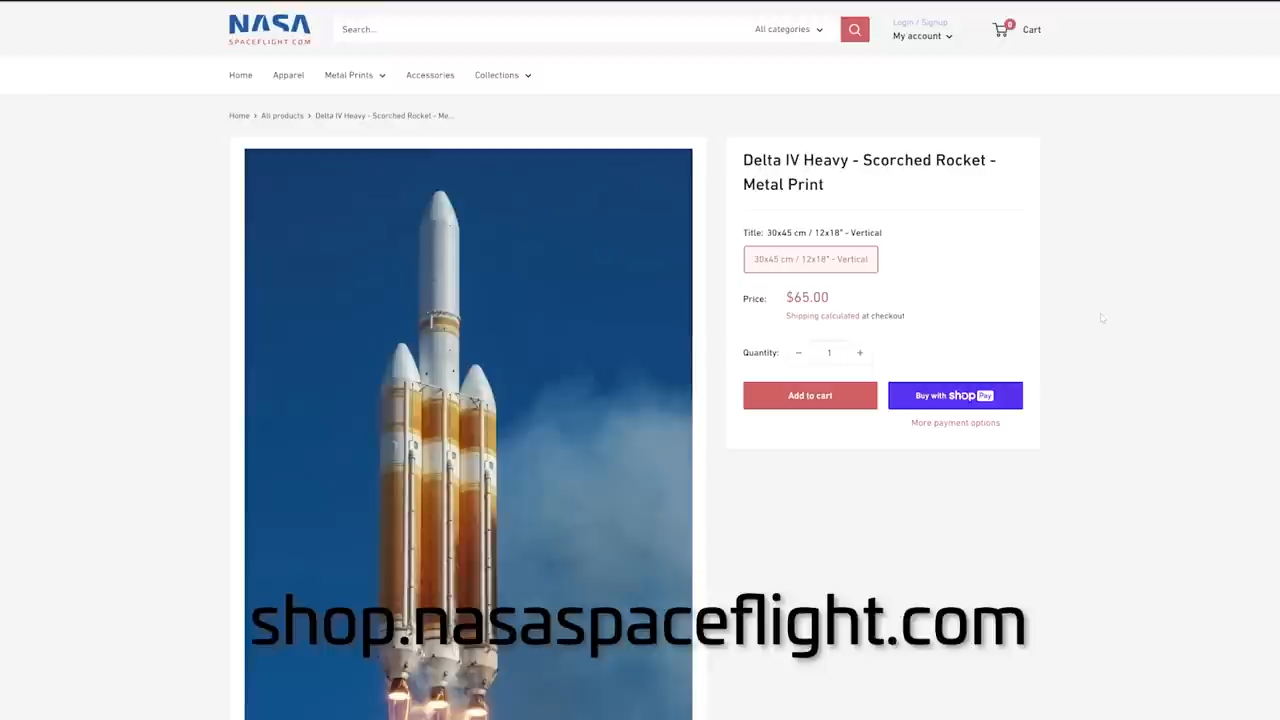 NASA
SPACEFLIGHT.COM
Search...
All categories
Login / Signup
My account
0
Cart
Home
Apparel
Metal Prints
Accessories
Collections
Home > All products > Delta IV Heavy - Scorched Rocket - Me...
Delta IV Heavy - Scorched Rocket -
Metal Print
Title: 30x45 cm / 12x18" - Vertical
30x45 cm / 12x18" - Vertical
Price: $65.00
Shipping calculated at checkout
Quantity: − 1 +
Add to cart
Buy with shop Pay
More payment options
shop.nasaspaceflight.com